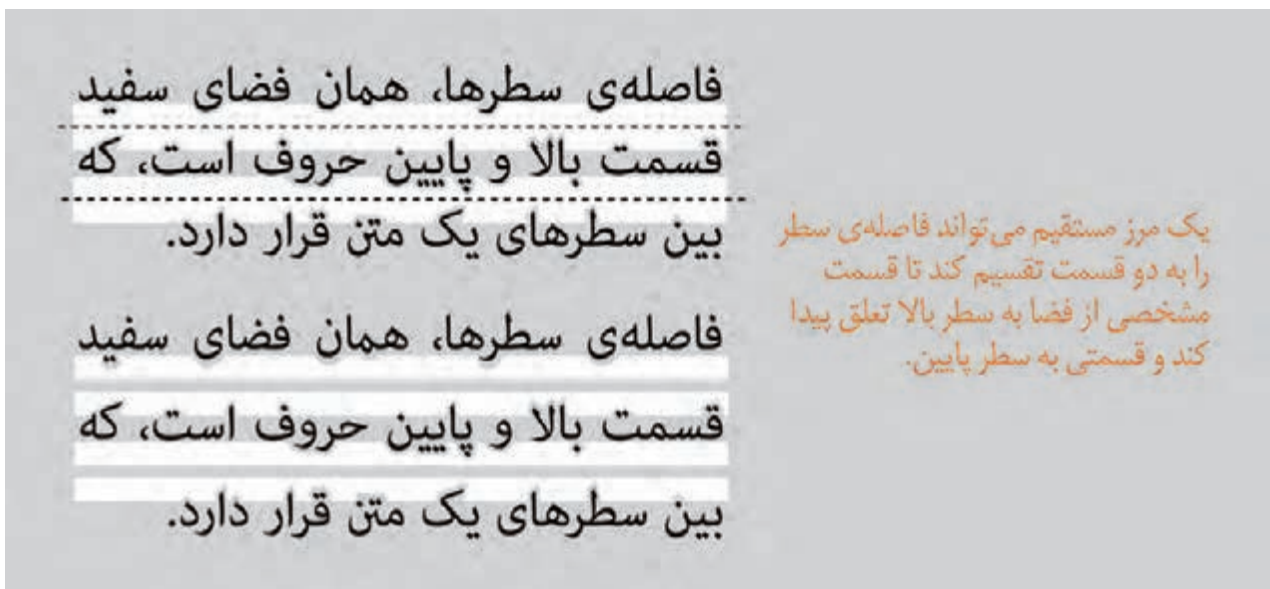 فاصله‌ی سطرها، همان فضای سفید
قسمت بالا و پایین حروف است، که
بین سطرهای یک متن قرار دارد.
فاصله‌ی سطرها، همان فضای سفید
قسمت بالا و پایین حروف است، که
بین سطرهای یک متن قرار دارد.
یک مرز مستقیم می‌تواند فاصله‌ی سطر
را به دو قسمت تقسیم کند تا قسمت
مشخصی از فضا به سطر بالا تعلق پیدا
کند و قسمتی به سطر پایین.